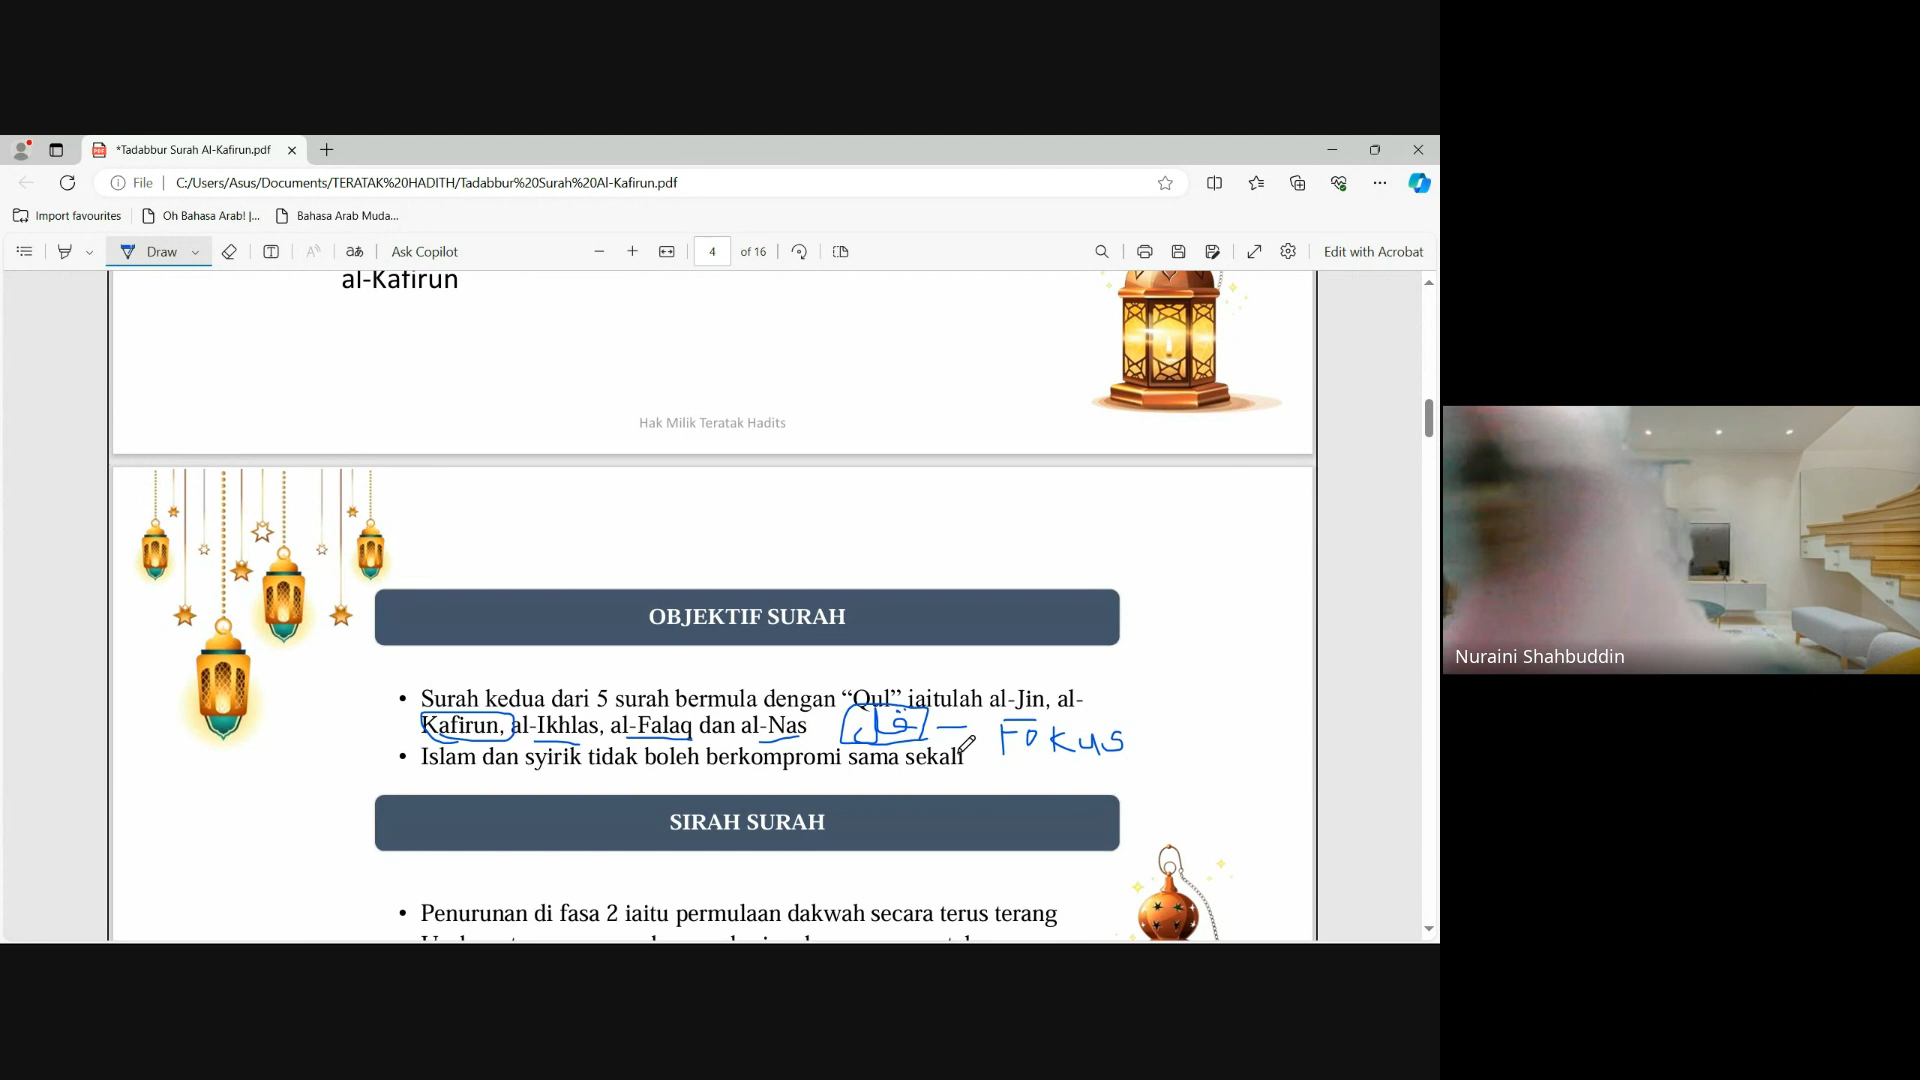 *Tadabbur Surah Al-Kafirun.pdf
File
C:/Users/Asus/Documents/TERATAK%20HADITH/Tadabbur%20Surah%20Al-Kafirun.pdf
Import favourites
Oh Bahasa Arab! |...
Bahasa Arab Muda...
Draw
aあ
Ask Copilot
4 of 16
Edit with Acrobat
al-Kafirun
Hak Milik Teratak Hadits
OBJEKTIF SURAH
• Surah kedua dari 5 surah bermula dengan “Qul” iaitulah al-Jin, al-
Kafirun, al-Ikhlas, al-Falaq dan al-Nas
قل — Fokus
• Islam dan syirik tidak boleh berkompromi sama sekali
SIRAH SURAH
• Penurunan di fasa 2 iaitu permulaan dakwah secara terus terang
Nuraini Shahbuddin